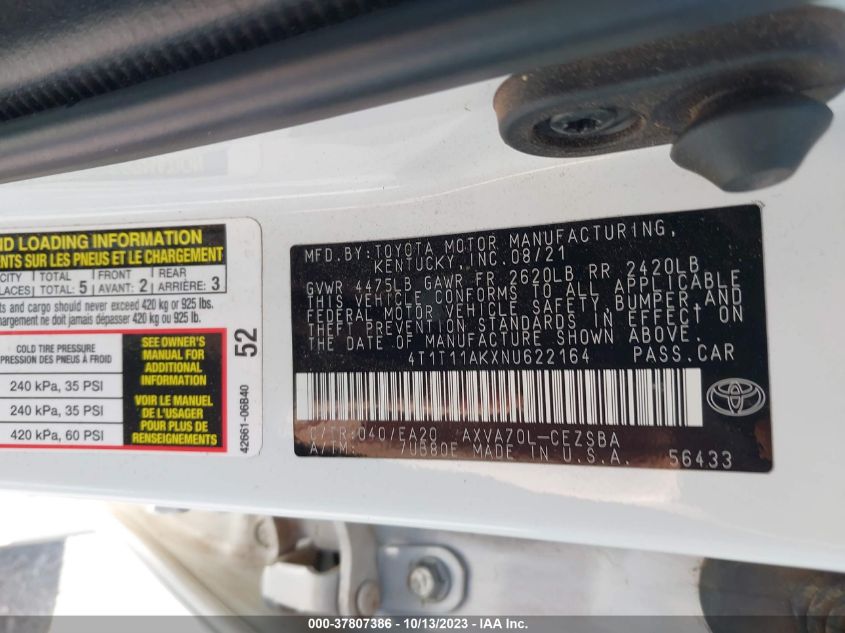 ND LOADING INFORMATION
ENTS SUR LES PNEUS ET LE CHARGEMENT
CITY TOTAL FRONT REAR
LACES TOTAL: 5 AVANT: 2 ARRIÈRE: 3
nts and cargo should never exceed 420 kg or 925 lbs.
hargement ne doit jamais dépasser 420 kg ou 925 lb.
COLD TIRE PRESSURE
PRESSION DES PNEUS À FROID
240 kPa, 35 PSI
240 kPa, 35 PSI
420 kPa, 60 PSI
SEE OWNER'S
MANUAL FOR
ADDITIONAL
INFORMATION
VOIR LE MANUEL
DE L'USAGER
POUR PLUS DE
RENSEIGNEMENTS
52
42661-06B40
MFD.BY:TOYOTA MOTOR MANUFACTURING,
KENTUCKY, INC.08/21
GVWR 4475LB GAWR FR 2620LB RR 2420LB
THIS VEHICLE CONFORMS TO ALL APPLICABLE
FEDERAL MOTOR VEHICLE SAFETY, BUMPER,AND
THEFT PREVENTION STANDARDS IN EFFECT ON
THE DATE OF MANUFACTURE SHOWN ABOVE.
4T1T11AKXNU622164 PASS.CAR
C/TR:040/EA20 AXVA70L-CEZSBA
A/TM: /UB80E MADE IN U.S.A. 56433
000-37807386 - 10/13/2023 - IAA Inc.